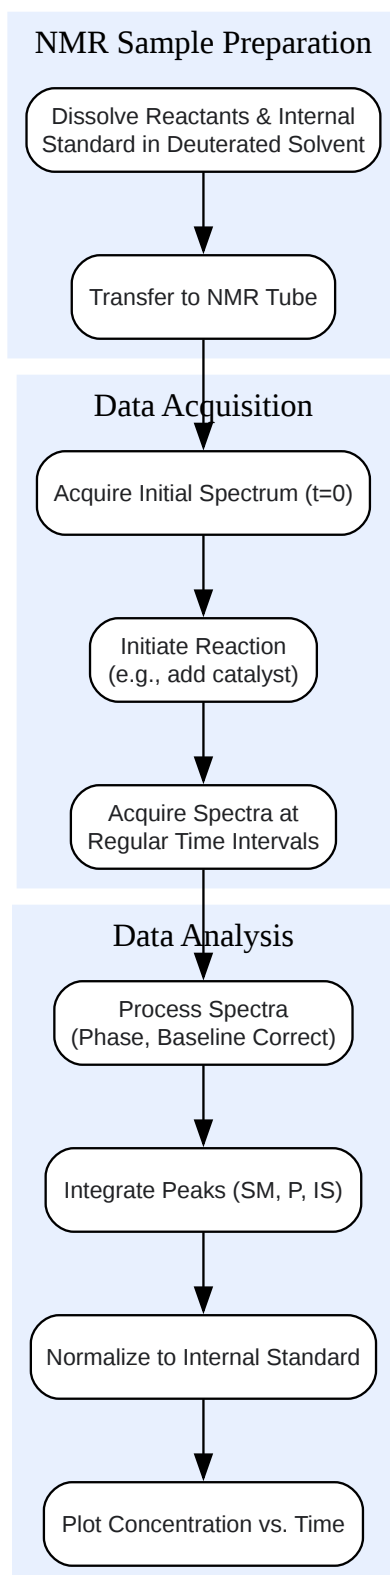 NMR Sample Preparation
Dissolve Reactants & Internal
Standard in Deuterated Solvent
Transfer to NMR Tube
Data Acquisition
Acquire Initial Spectrum (t=0)
Initiate Reaction
(e.g., add catalyst)
Acquire Spectra at
Regular Time Intervals
Data Analysis
Process Spectra
(Phase, Baseline Correct)
Integrate Peaks (SM, P, IS)
Normalize to Internal Standard
Plot Concentration vs. Time